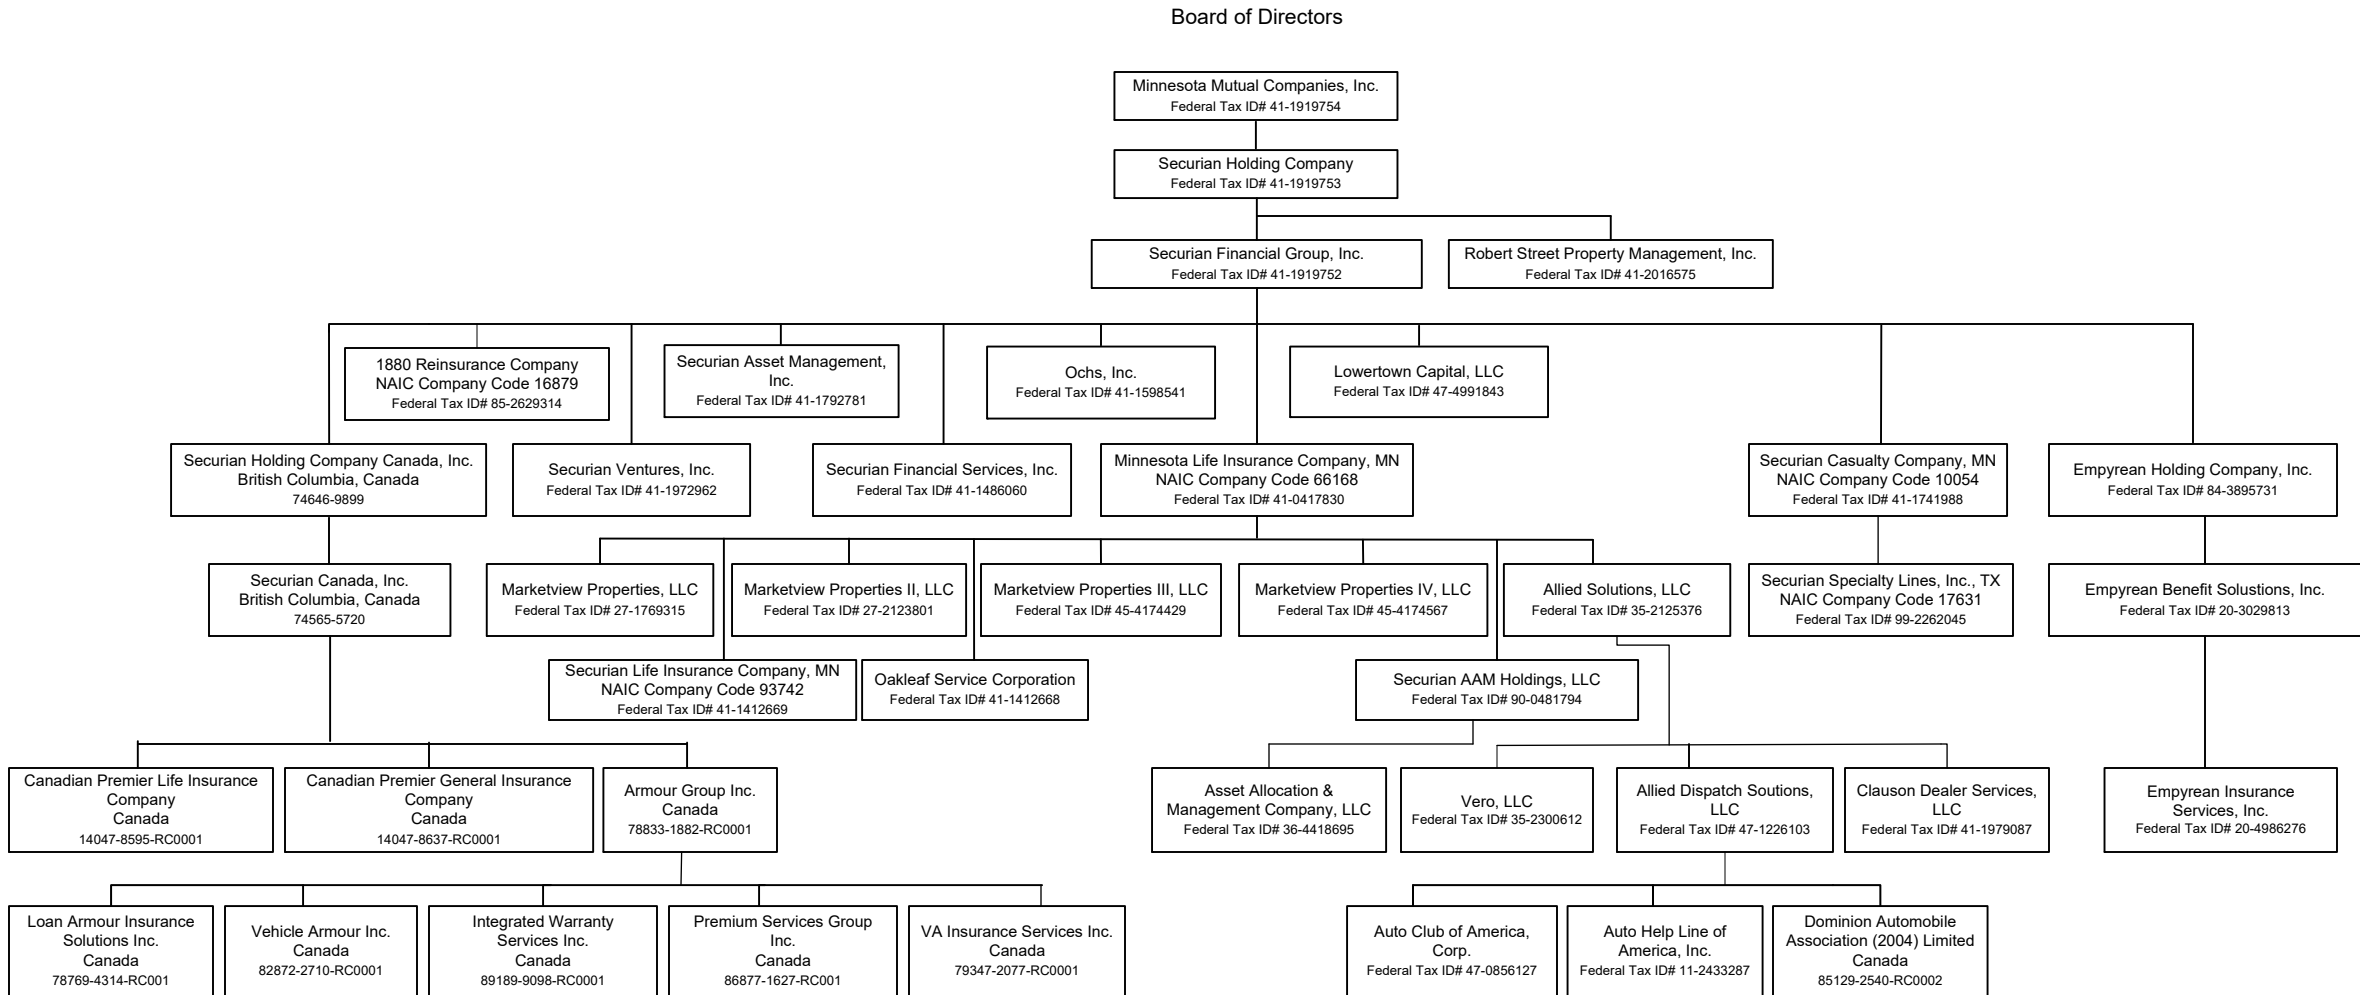 Board of Directors
Minnesota Mutual Companies, Inc.
Federal Tax ID# 41-1919754
Securian Holding Company
Federal Tax ID# 41-1919753
Securian Financial Group, Inc.
Federal Tax ID# 41-1919752
Robert Street Property Management, Inc.
Federal Tax ID# 41-2016575
1880 Reinsurance Company
NAIC Company Code 16879
Federal Tax ID# 85-2629314
Securian Asset Management,
Inc.
Federal Tax ID# 41-1792781
Ochs, Inc.
Federal Tax ID# 41-1598541
Lowertown Capital, LLC
Federal Tax ID# 47-4991843
Securian Holding Company Canada, Inc.
British Columbia, Canada
74646-9899
Securian Ventures, Inc.
Federal Tax ID# 41-1972962
Securian Financial Services, Inc.
Federal Tax ID# 41-1486060
Minnesota Life Insurance Company, MN
NAIC Company Code 66168
Federal Tax ID# 41-0417830
Securian Casualty Company, MN
NAIC Company Code 10054
Federal Tax ID# 41-1741988
Empyrean Holding Company, Inc.
Federal Tax ID# 84-3895731
Securian Canada, Inc.
British Columbia, Canada
74565-5720
Marketview Properties, LLC
Federal Tax ID# 27-1769315
Marketview Properties II, LLC
Federal Tax ID# 27-2123801
Marketview Properties III, LLC
Federal Tax ID# 45-4174429
Marketview Properties IV, LLC
Federal Tax ID# 45-4174567
Allied Solutions, LLC
Federal Tax ID# 35-2125376
Securian Specialty Lines, Inc., TX
NAIC Company Code 17631
Federal Tax ID# 99-2262045
Empyrean Benefit Solustions, Inc.
Federal Tax ID# 20-3029813
Securian Life Insurance Company, MN
NAIC Company Code 93742
Federal Tax ID# 41-1412669
Oakleaf Service Corporation
Federal Tax ID# 41-1412668
Securian AAM Holdings, LLC
Federal Tax ID# 90-0481794
Canadian Premier Life Insurance
Company
Canada
14047-8595-RC0001
Canadian Premier General Insurance
Company
Canada
14047-8637-RC0001
Armour Group Inc.
Canada
78833-1882-RC0001
Asset Allocation &
Management Company, LLC
Federal Tax ID# 36-4418695
Vero, LLC
Federal Tax ID# 35-2300612
Allied Dispatch Soutions,
LLC
Federal Tax ID# 47-1226103
Clauson Dealer Services,
LLC
Federal Tax ID# 41-1979087
Empyrean Insurance
Services, Inc.
Federal Tax ID# 20-4986276
Loan Armour Insurance
Solutions Inc.
Canada
78769-4314-RC001
Vehicle Armour Inc.
Canada
82872-2710-RC0001
Integrated Warranty
Services Inc.
Canada
89189-9098-RC0001
Premium Services Group
Inc.
Canada
86877-1627-RC001
VA Insurance Services Inc.
Canada
79347-2077-RC0001
Auto Club of America,
Corp.
Federal Tax ID# 47-0856127
Auto Help Line of
America, Inc.
Federal Tax ID# 11-2433287
Dominion Automobile
Association (2004) Limited
Canada
85129-2540-RC0002